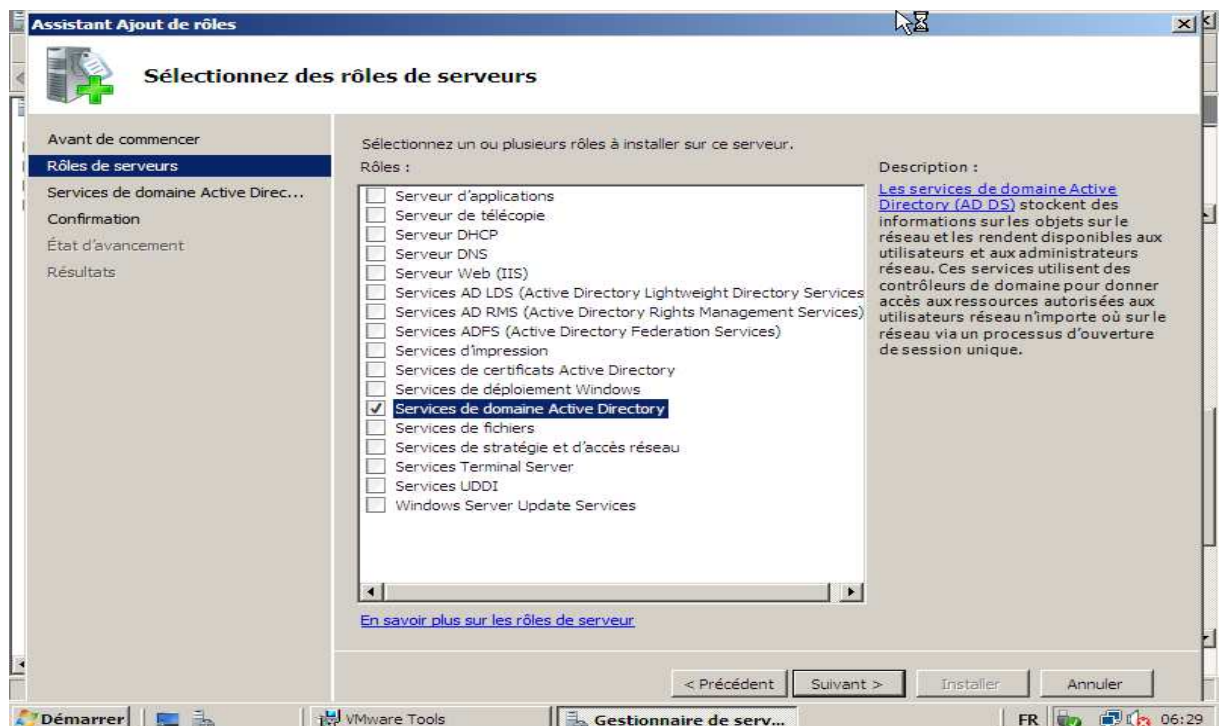 Assistant Ajout de rôles
Sélectionnez des rôles de serveurs
Avant de commencer
Rôles de serveurs
Services de domaine Active Direc...
Confirmation
État d'avancement
Résultats
Sélectionnez un ou plusieurs rôles à installer sur ce serveur.
Rôles :
Serveur d'applications
Serveur de télécopie
Serveur DHCP
Serveur DNS
Serveur Web (IIS)
Services AD LDS (Active Directory Lightweight Directory Services
Services AD RMS (Active Directory Rights Management Services)
Services ADFS (Active Directory Federation Services)
Services d'impression
Services de certificats Active Directory
Services de déploiement Windows
Services de domaine Active Directory
Services de fichiers
Services de stratégie et d'accès réseau
Services Terminal Server
Services UDDI
Windows Server Update Services
En savoir plus sur les rôles de serveur
Description :
Les services de domaine Active
Directory (AD DS) stockent des
informations sur les objets sur le
réseau et les rendent disponibles aux
utilisateurs et aux administrateurs
réseau. Ces services utilisent des
contrôleurs de domaine pour donner
accès aux ressources autorisées aux
utilisateurs réseau n'importe où sur le
réseau via un processus d'ouverture
de session unique.
< Précédent
Suivant >
Installer
Annuler
Démarrer
VMware Tools
Gestionnaire de serv...
FR
06:29